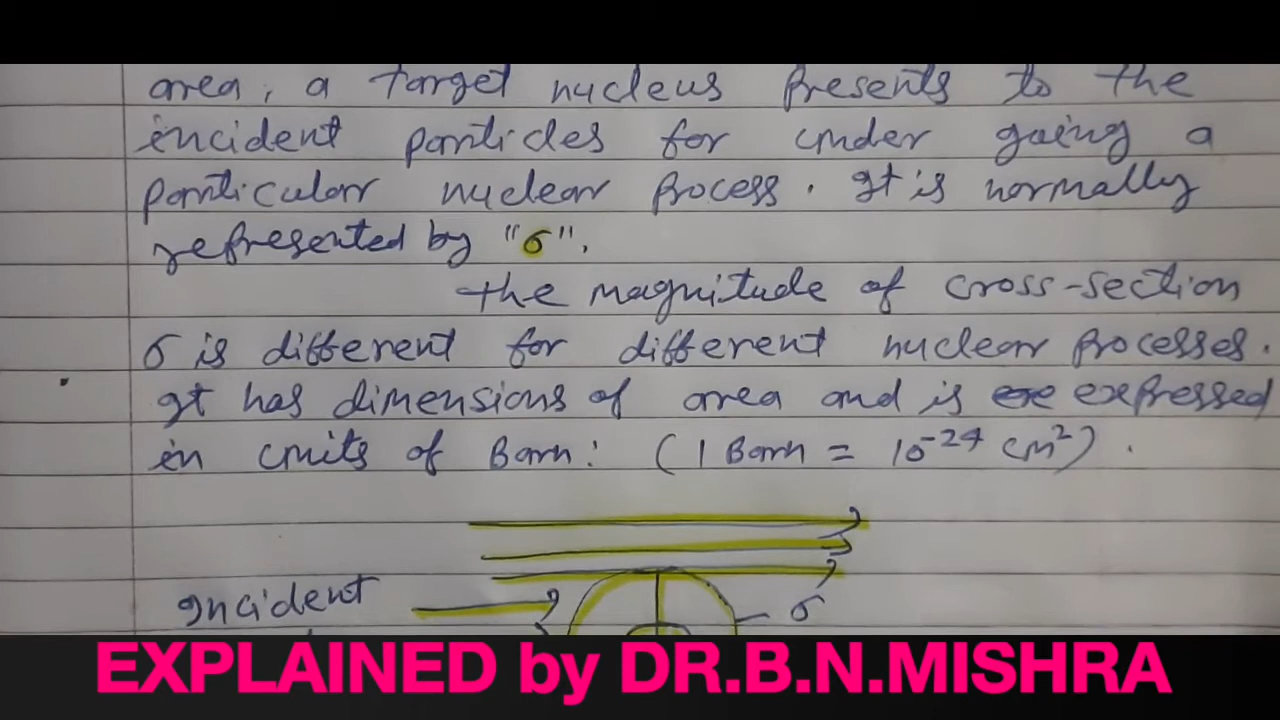 area, a target nucleus presents to the
incident particles for under going a
particular nuclear process. It is normally
represented by "σ".
the magnitude of cross-section
σ is different for different nuclear processes.
It has dimensions of area and is exe expressed
in units of Barn: (1 Barn = 10⁻²⁴ cm²).
Incident
σ
EXPLAINED by DR.B.N.MISHRA